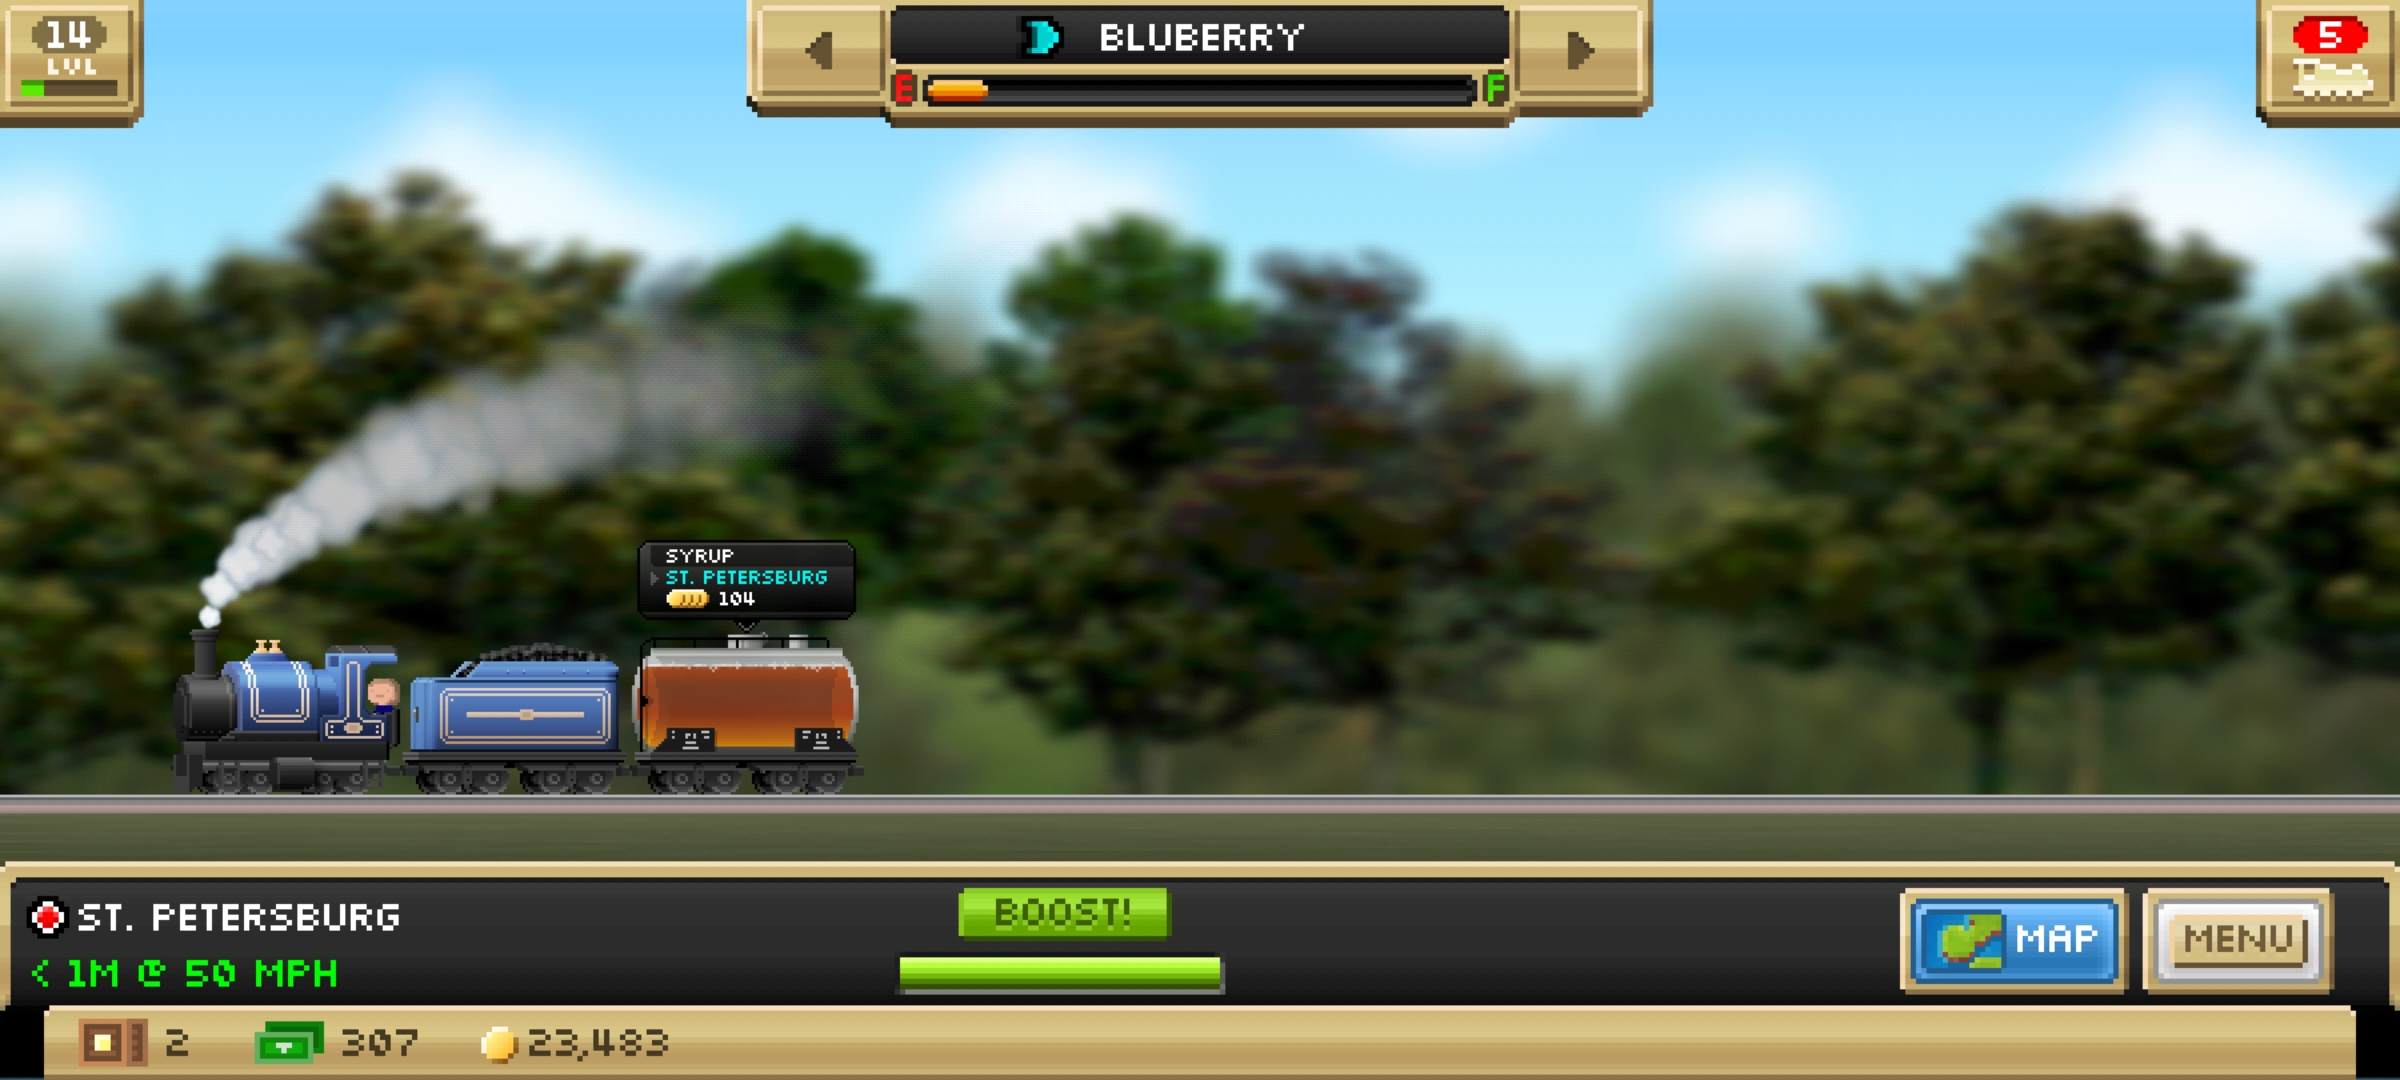 14
LVL
BLUBERRY
E F
5
SYRUP
ST. PETERSBURG
104
ST. PETERSBURG
< 1M @ 50 MPH
BOOST!
MAP
MENU
2
307
23,483